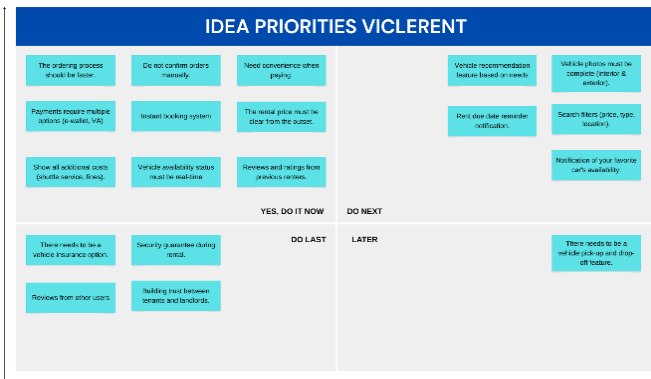 IDEA PRIORITIES VICLERENT
The ordering process
should be faster.
Do not confirm orders
manually.
Need convenience when
paying.
Payments require multiple
options (e-wallet, VA)
Instant booking system
The rental price must be
clear from the outset.
Show all additional costs
(shuttle service, fines).
Vehicle availability status
must be real-time
Reviews and ratings from
previous renters.
YES, DO IT NOW
Vehicle recommendation
feature based on needs
Vehicle photos must be
complete (interior &
exterior).
Rent due date reminder
notification.
Search filters (price, type,
location).
Notification of your favorite
car's availability.
DO NEXT
There needs to be a
vehicle insurance option.
Security guarantee during
rental.
Reviews from other users.
Building trust between
tenants and landlords.
DO LAST
LATER
There needs to be a
vehicle pick-up and drop-
off feature.